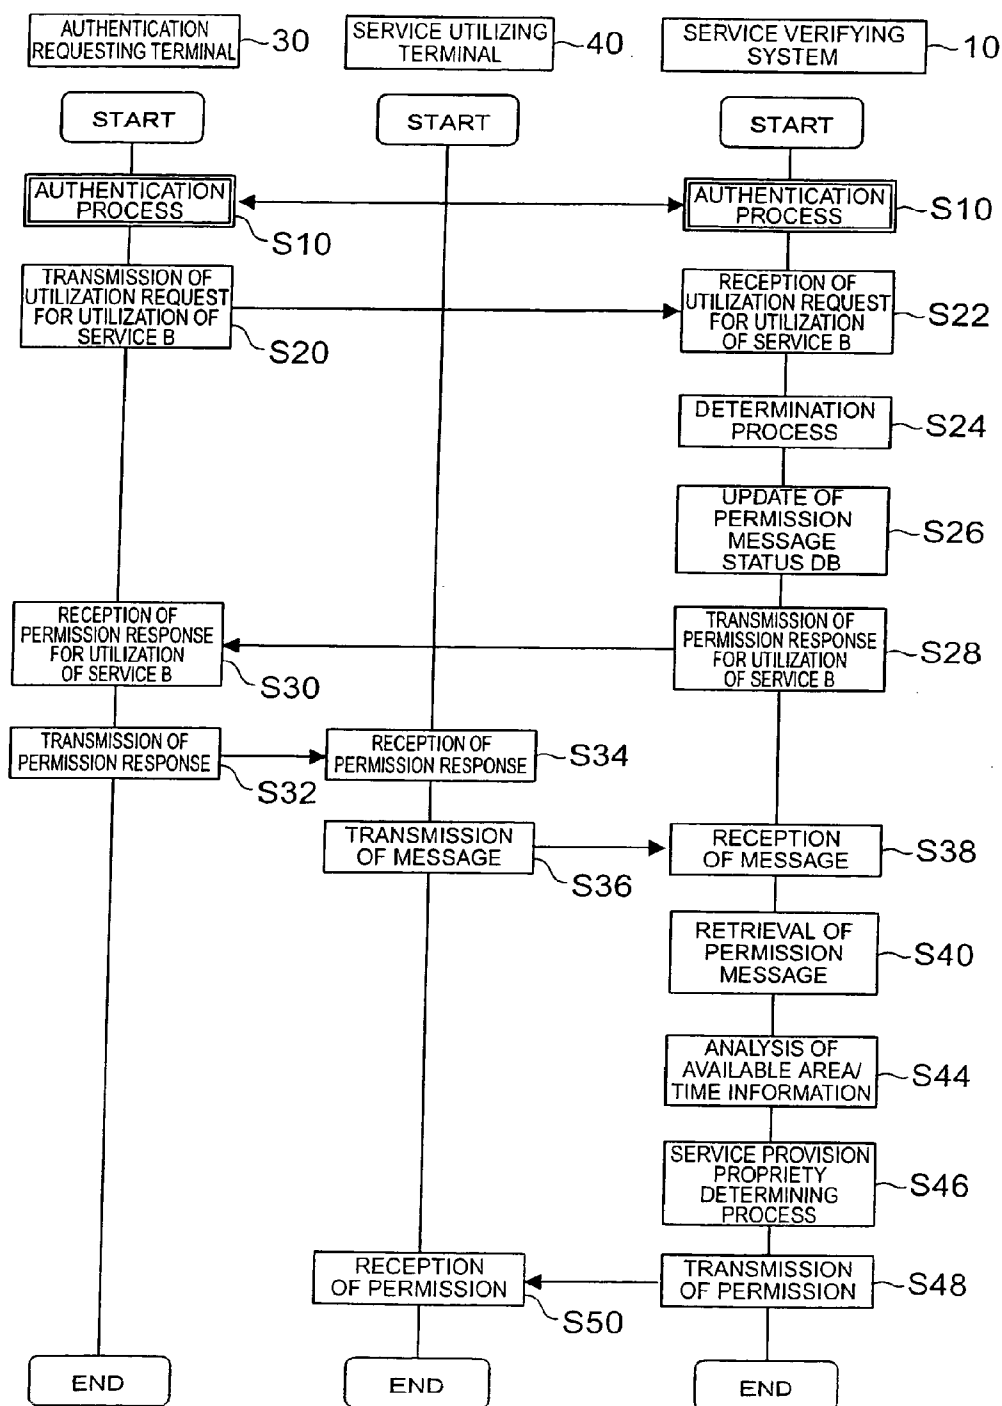 AUTHENTICATION
REQUESTING TERMINAL
30
SERVICE UTILIZING
TERMINAL
40
SERVICE VERIFYING
SYSTEM
10
START
START
START
AUTHENTICATION
PROCESS
S10
AUTHENTICATION
PROCESS
S10
TRANSMISSION OF
UTILIZATION REQUEST
FOR UTILIZATION OF
SERVICE B
S20
RECEPTION OF
UTILIZATION REQUEST
FOR UTILIZATION
OF SERVICE B
S22
DETERMINATION
PROCESS
S24
UPDATE OF
PERMISSION
MESSAGE
STATUS DB
S26
RECEPTION OF
PERMISSION RESPONSE
FOR UTILIZATION
OF SERVICE B
S30
TRANSMISSION OF
PERMISSION RESPONSE
FOR UTILIZATION
OF SERVICE B
S28
TRANSMISSION OF
PERMISSION RESPONSE
S32
RECEPTION OF
PERMISSION RESPONSE
S34
TRANSMISSION
OF MESSAGE
S36
RECEPTION
OF MESSAGE
S38
RETRIEVAL OF
PERMISSION
MESSAGE
S40
ANALYSIS OF
AVAILABLE AREA/
TIME INFORMATION
S44
SERVICE PROVISION
PROPRIETY
DETERMINING
PROCESS
S46
RECEPTION
OF PERMISSION
S50
TRANSMISSION
OF PERMISSION
S48
END
END
END